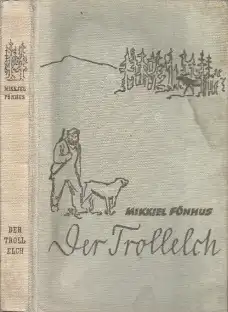 MIKKJEL
FÖNHUS
DER
TROLL
ELCH
MIKKJEL FÖNHUS
Der Trollelch